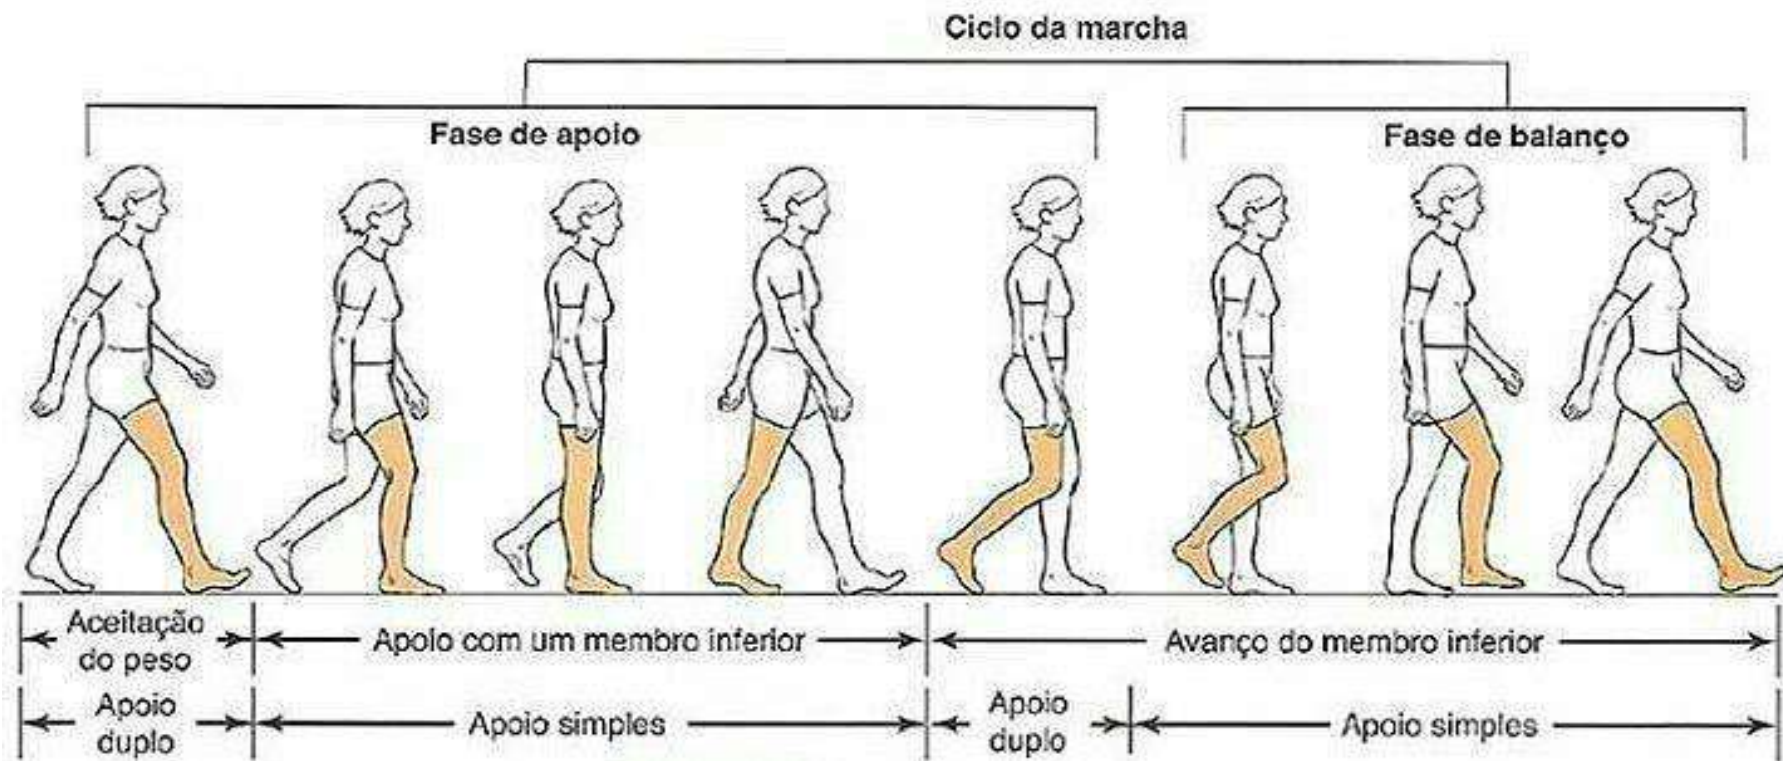 Ciclo da marcha
Fase de apoio
Fase de balanço
Aceitação
do peso
Apoio com um membro inferior
Avanço do membro inferior
Apoio
duplo
Apoio simples
Apoio
duplo
Apoio simples